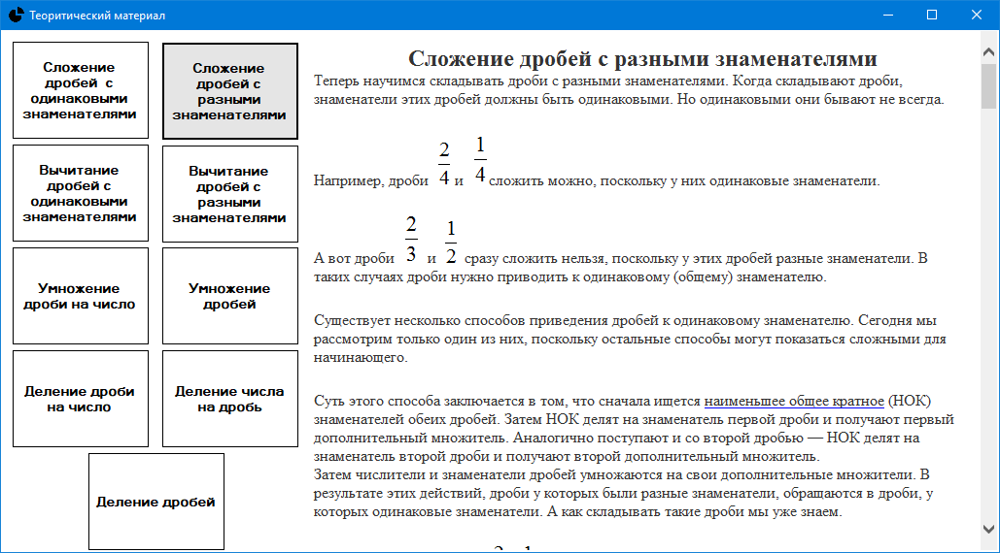 Теоритический материал
Сложение
дробей с
одинаковыми
знаменателями
Сложение
дробей с
разными
знаменателями
Вычитание
дробей с
одинаковыми
знаменателями
Вычитание
дробей с
разными
знаменателями
Умножение
дроби на число
Умножение
дробей
Деление дроби
на число
Деление числа
на дробь
Деление дробей
Сложение дробей с разными знаменателями
Теперь научимся складывать дроби с разными знаменателями. Когда складывают дроби,
знаменатели этих дробей должны быть одинаковыми. Но одинаковыми они бывают не всегда.
Например, дроби 2/4 и 1/4 сложить можно, поскольку у них одинаковые знаменатели.
А вот дроби 2/3 и 1/2 сразу сложить нельзя, поскольку у этих дробей разные знаменатели. В
таких случаях дроби нужно приводить к одинаковому (общему) знаменателю.
Существует несколько способов приведения дробей к одинаковому знаменателю. Сегодня мы
рассмотрим только один из них, поскольку остальные способы могут показаться сложными для
начинающего.
Суть этого способа заключается в том, что сначала ищется наименьшее общее кратное (НОК)
знаменателей обеих дробей. Затем НОК делят на знаменатель первой дроби и получают первый
дополнительный множитель. Аналогично поступают и со второй дробью — НОК делят на
знаменатель второй дроби и получают второй дополнительный множитель.
Затем числители и знаменатели дробей умножаются на свои дополнительные множители. В
результате этих действий, дроби у которых были разные знаменатели, обращаются в дроби, у
которых одинаковые знаменатели. А как складывать такие дроби мы уже знаем.